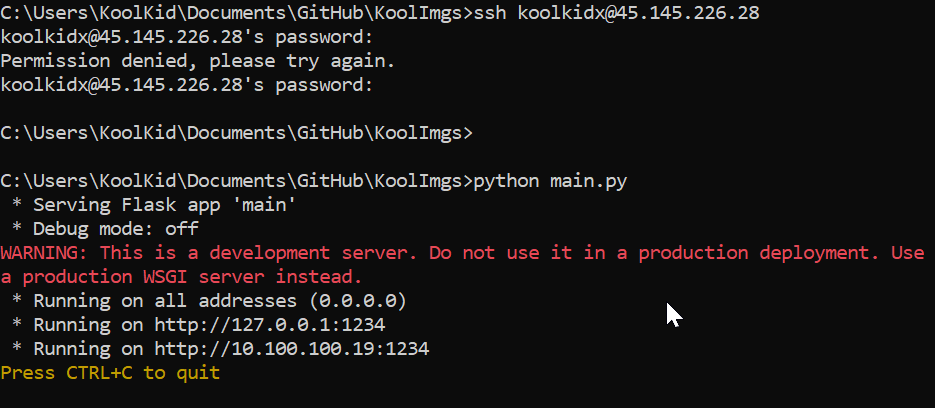 C:\Users\KoolKid\Documents\GitHub\KoolImgs>ssh koolkidx@45.145.226.28
koolkidx@45.145.226.28's password:
Permission denied, please try again.
koolkidx@45.145.226.28's password:
C:\Users\KoolKid\Documents\GitHub\KoolImgs>
C:\Users\KoolKid\Documents\GitHub\KoolImgs>python main.py
 * Serving Flask app 'main'
 * Debug mode: off
WARNING: This is a development server. Do not use it in a production deployment. Use
a production WSGI server instead.
 * Running on all addresses (0.0.0.0)
 * Running on http://127.0.0.1:1234
 * Running on http://10.100.100.19:1234
Press CTRL+C to quit